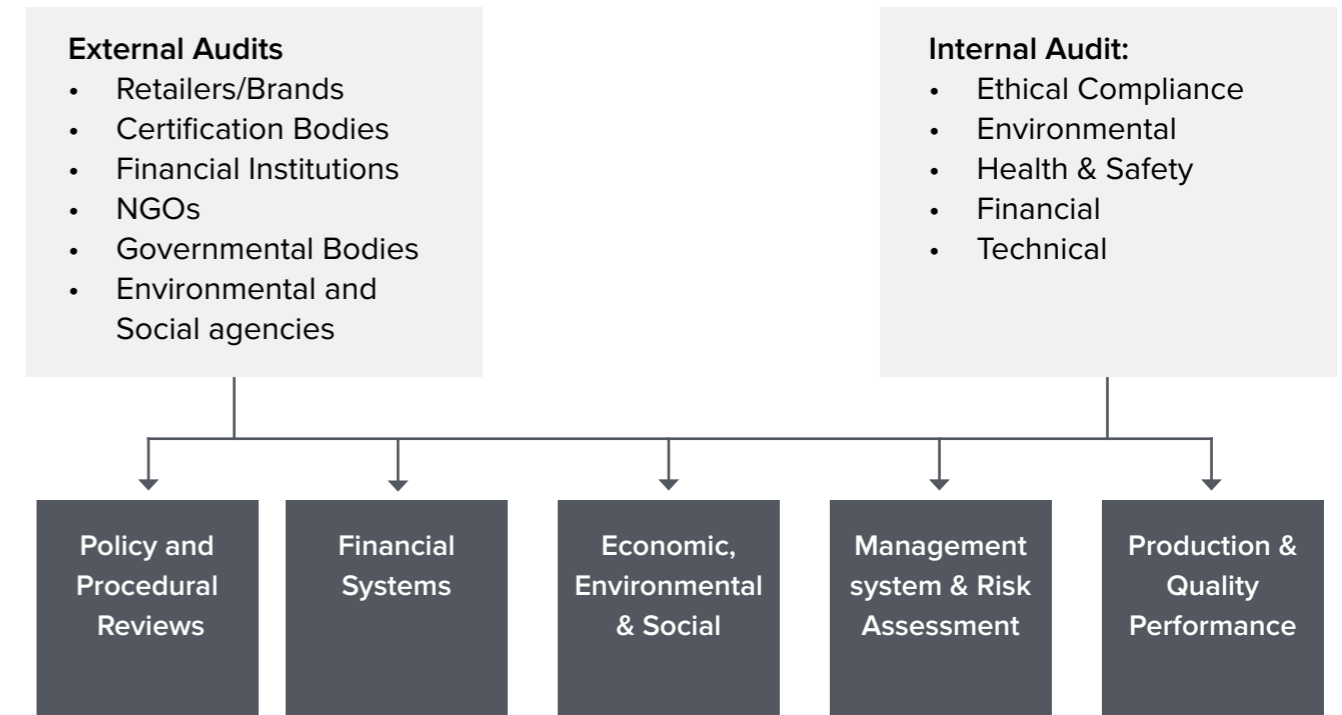 External Audits
• Retailers/Brands
• Certification Bodies
• Financial Institutions
• NGOs
• Governmental Bodies
• Environmental and
Social agencies
Internal Audit:
• Ethical Compliance
• Environmental
• Health & Safety
• Financial
• Technical
Policy and
Procedural
Reviews
Financial
Systems
Economic,
Environmental
& Social
Management
system & Risk
Assessment
Production &
Quality
Performance